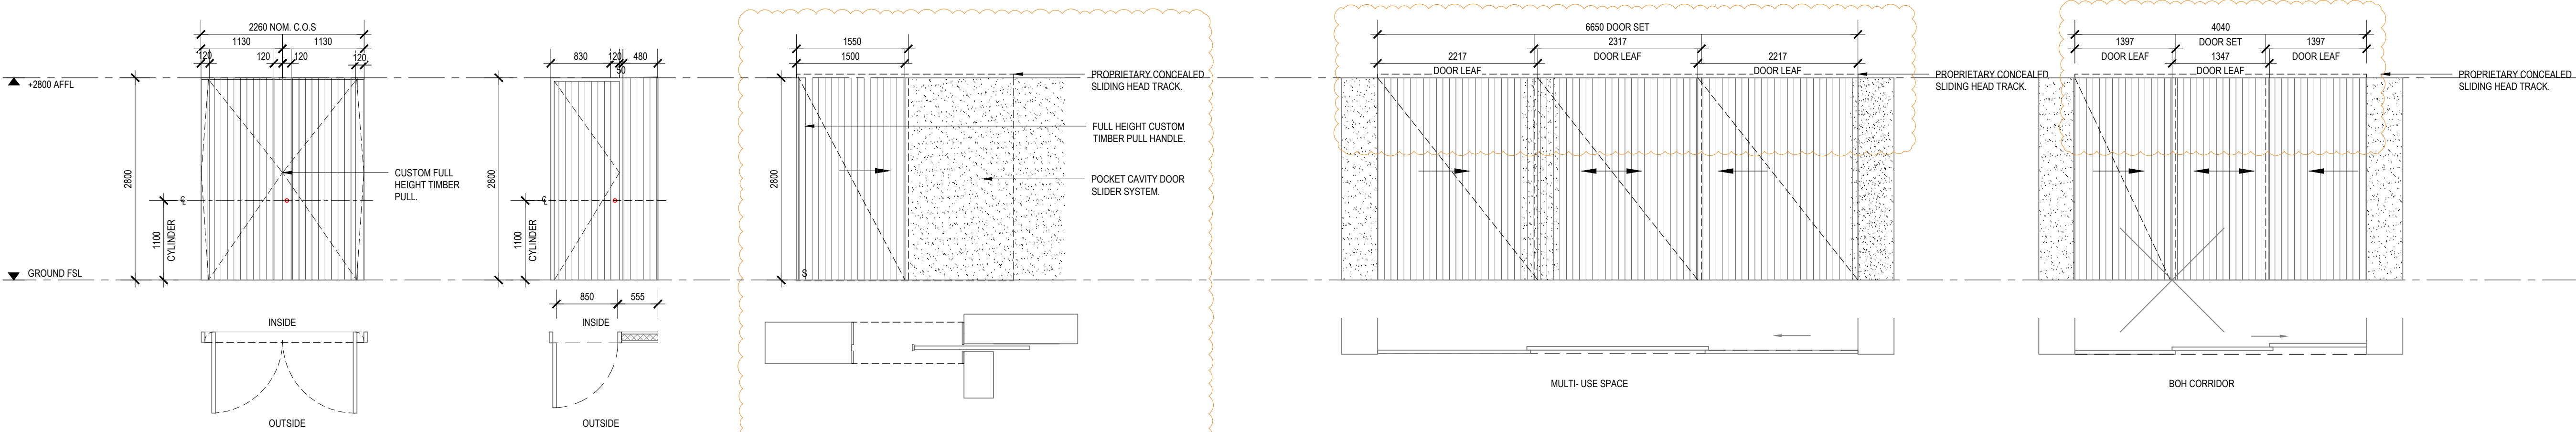 +2800 AFFL
GROUND FSL
2260 NOM. C.O.S
1130
1130
120
120
120
120
2800
1100
CYLINDER
℄
CUSTOM FULL
HEIGHT TIMBER
PULL.
INSIDE
OUTSIDE
830
120
480
50
2800
1100
CYLINDER
℄
850
555
INSIDE
OUTSIDE
1550
1500
2800
S
PROPRIETARY CONCEALED
SLIDING HEAD TRACK.
FULL HEIGHT CUSTOM
TIMBER PULL HANDLE.
POCKET CAVITY DOOR
SLIDER SYSTEM.
6650 DOOR SET
2317
2217
DOOR LEAF
2217
DOOR LEAF
DOOR LEAF
PROPRIETARY CONCEALED
SLIDING HEAD TRACK.
MULTI- USE SPACE
4040
1397
DOOR SET
1397
DOOR LEAF
1347
DOOR LEAF
DOOR LEAF
PROPRIETARY CONCEALED
SLIDING HEAD TRACK.
BOH CORRIDOR